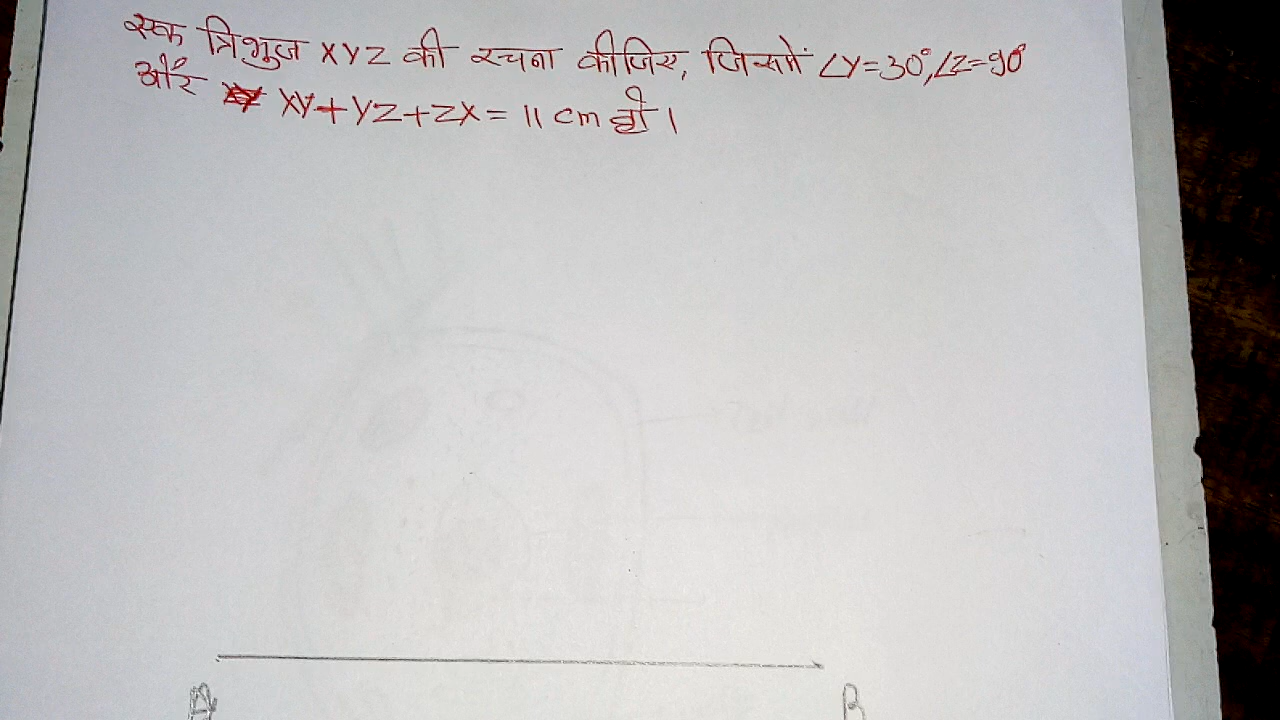 एक त्रिभुज XYZ की रचना कीजिए, जिसमें ∠Y=30°,∠Z=90°
और XY+YZ+ZX = 11 cm हो।
A B